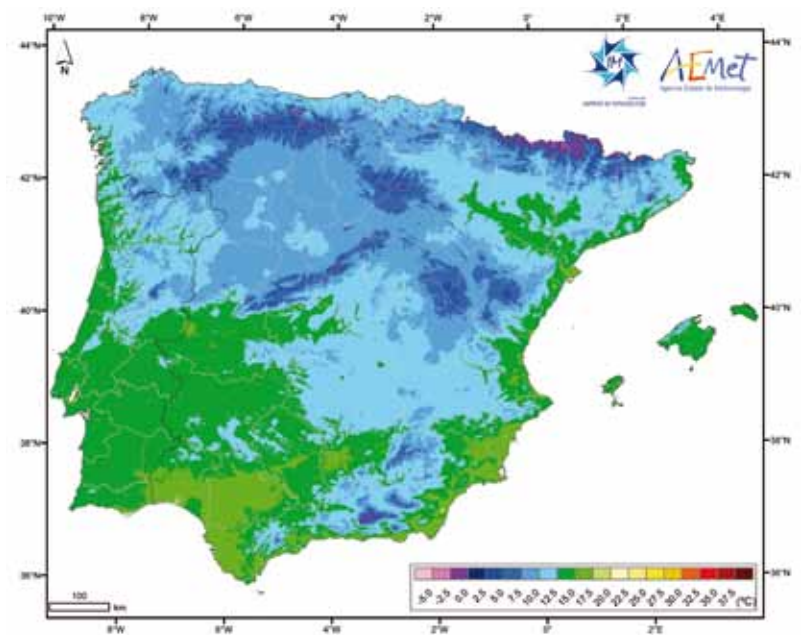 10°W 8°W 6°W 4°W 2°W 0° 2°E 4°E
44°N 44°N
N
IM
AEMet
Agencia Estatal de Meteorología
42°N 42°N
40°N 40°N
38°N 38°N
36°N 36°N
100
km
-5.0 -2.5 0.0 2.5 5.0 7.5 10.0 12.5 15.0 17.5 20.0 22.5 25.0 27.5 30.0 32.5 35.0 37.5 (°C)
8°W 6°W 4°W 2°W 0° 2°E